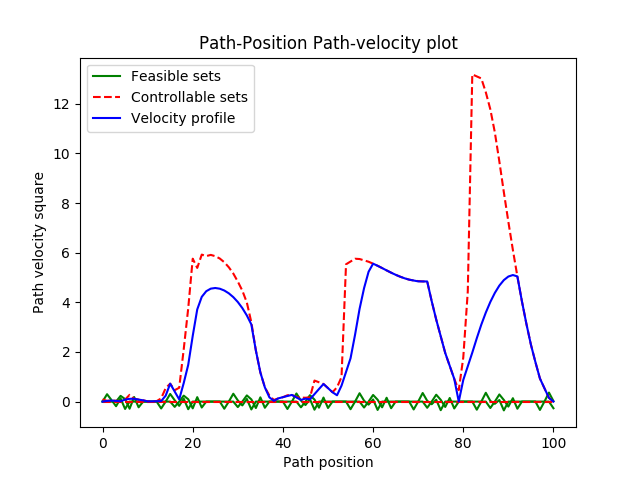 Path-Position Path-velocity plot
Feasible sets
Controllable sets
Velocity profile
Path velocity square
12
10
8
6
4
2
0
0 20 40 60 80 100
Path position